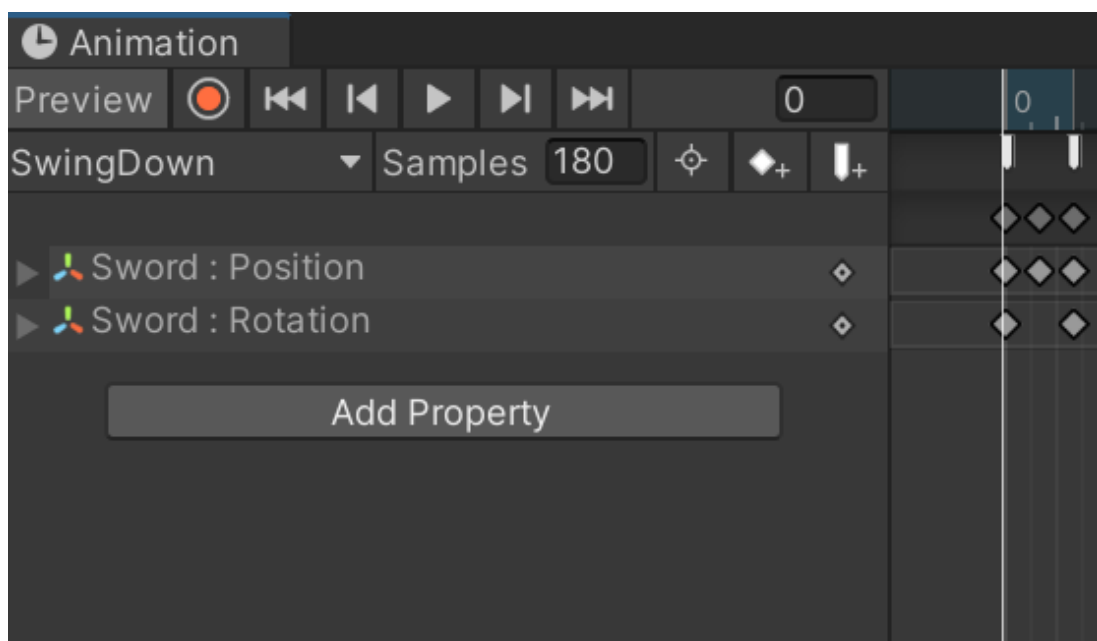 Animation
Preview 0 0
SwingDown Samples 180
Sword : Position
Sword : Rotation
Add Property